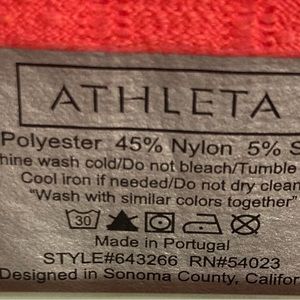 ATHLETA
Polyester 45% Nylon 5% S
hine wash cold/Do not bleach/Tumble
Cool iron if needed/Do not dry clean
"Wash with similar colors together"
30
Made in Portugal
STYLE#643266 RN#54023
Designed in Sonoma County, Californ